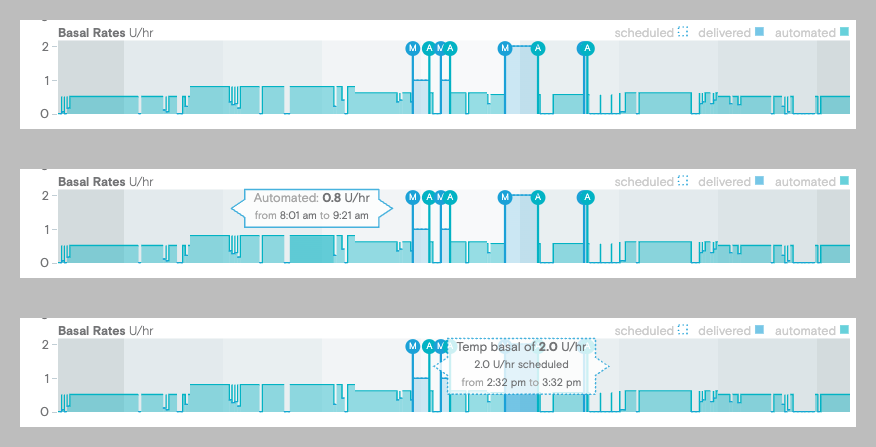 Basal Rates U/hr scheduled delivered automated
2 M A M A M A A
1
0
Basal Rates U/hr scheduled delivered automated
2 Automated: 0.8 U/hr M A M A M A A
from 8:01 am to 9:21 am
1
0
Basal Rates U/hr scheduled delivered automated
2 M A M Temp basal of 2.0 U/hr
2.0 U/hr scheduled
1 from 2:32 pm to 3:32 pm
0